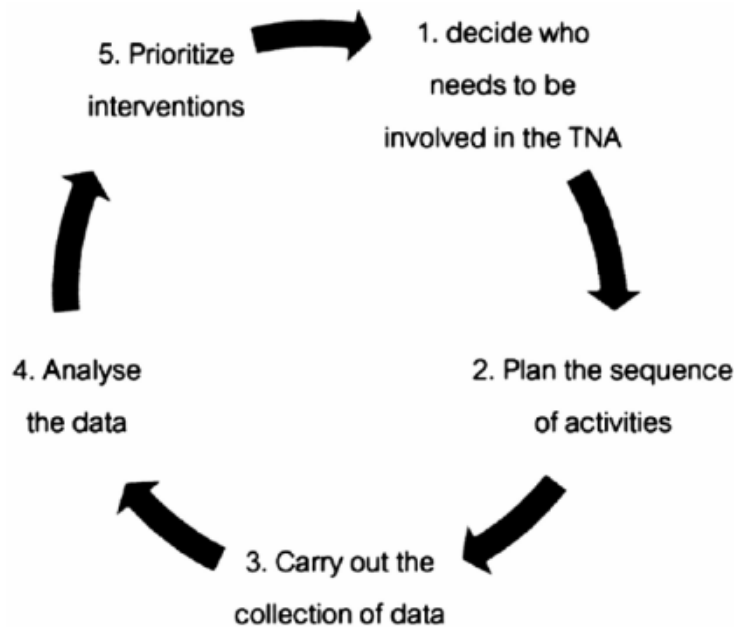 1. decide who
needs to be
involved in the TNA
2. Plan the sequence
of activities
3. Carry out the
collection of data
4. Analyse
the data
5. Prioritize
interventions